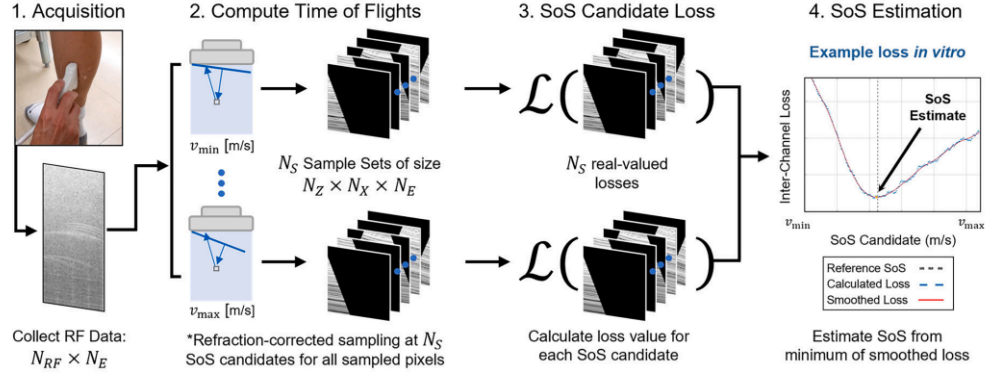 1. Acquisition
Collect RF Data:
N_RF × N_E
2. Compute Time of Flights
v_min [m/s]
v_max [m/s]
N_S Sample Sets of size
N_Z × N_X × N_E
*Refraction-corrected sampling at N_S
SoS candidates for all sampled pixels
3. SoS Candidate Loss
ℒ(
)
N_S real-valued
losses
ℒ(
)
Calculate loss value for
each SoS candidate
4. SoS Estimation
Example loss in vitro
SoS
Estimate
Inter-Channel Loss
v_min
v_max
SoS Candidate (m/s)
Reference SoS
Calculated Loss
Smoothed Loss
Estimate SoS from
minimum of smoothed loss